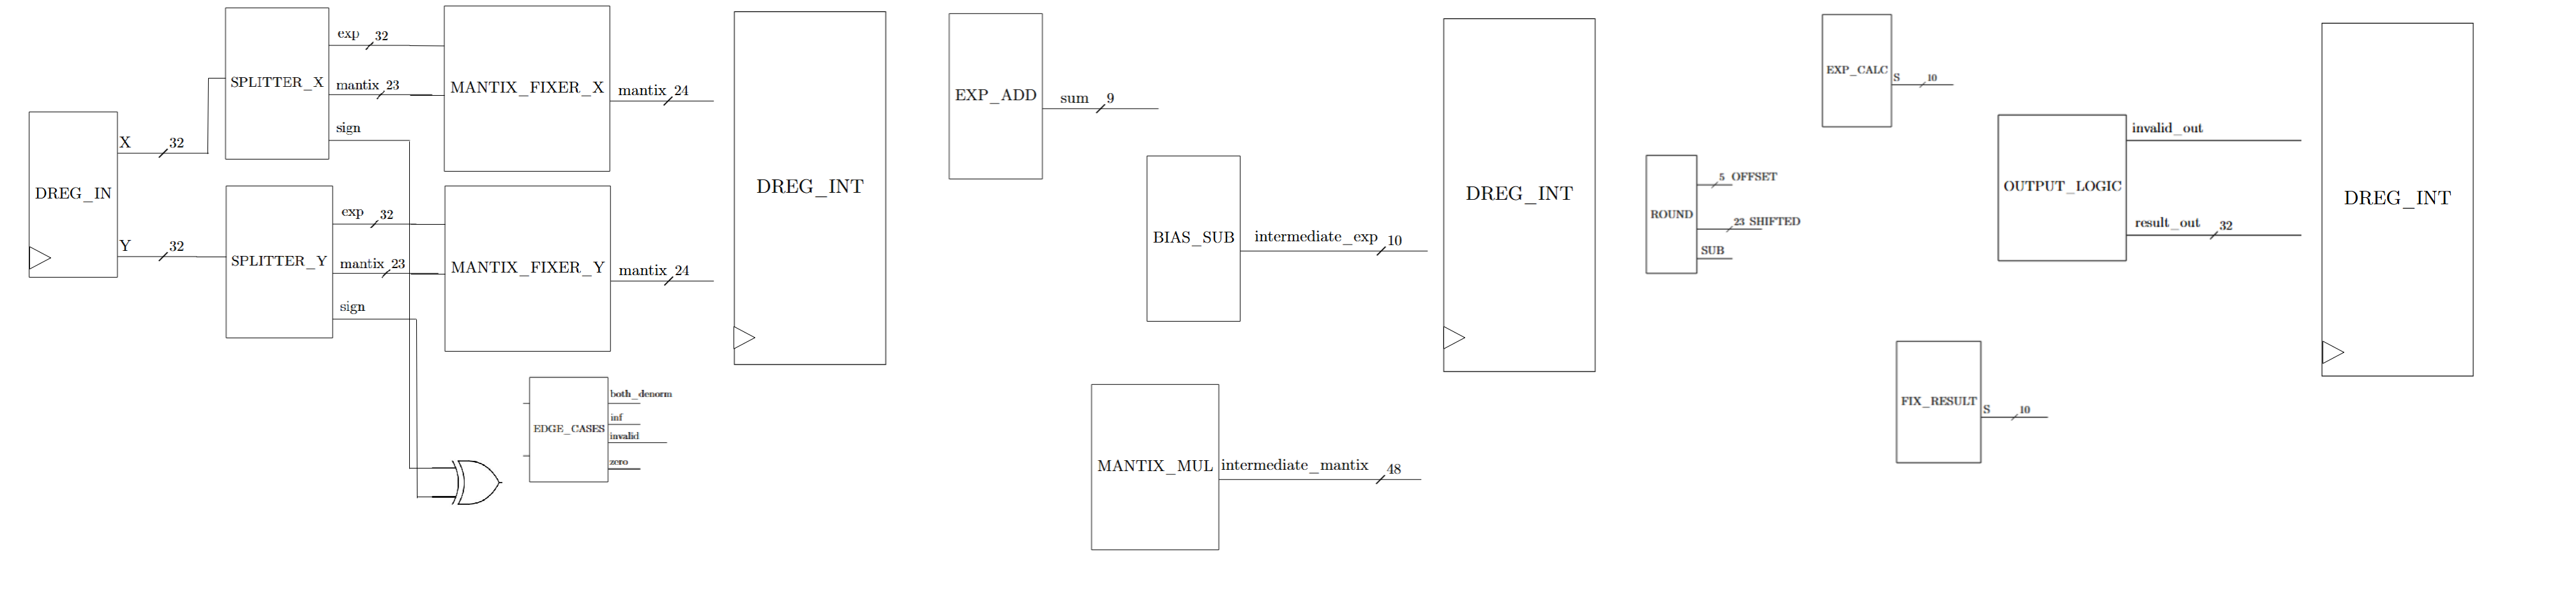 DREG_IN
X
32
Y
32
SPLITTER_X
exp
32
mantix
23
sign
SPLITTER_Y
exp
32
mantix
23
sign
MANTIX_FIXER_X
mantix
24
MANTIX_FIXER_Y
mantix
24
EDGE_CASES
both_denorm
inf
invalid
zero
DREG_INT
EXP_ADD
sum
9
BIAS_SUB
intermediate_exp
10
MANTIX_MUL
intermediate_mantix
48
DREG_INT
ROUND
5 OFFSET
23 SHIFTED
SUB
EXP_CALC
S
10
OUTPUT_LOGIC
invalid_out
result_out
32
FIX_RESULT
S
10
DREG_INT